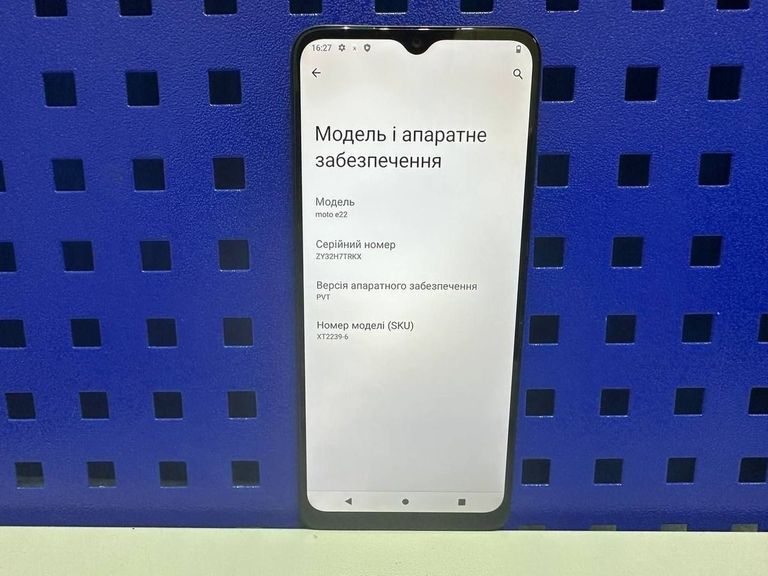 16:27
Модель і апаратне
забезпечення
Модель
moto e22
Серійний номер
ZY32H7TRKX
Версія апаратного забезпечення
PVT
Номер моделі (SKU)
XT2239-6